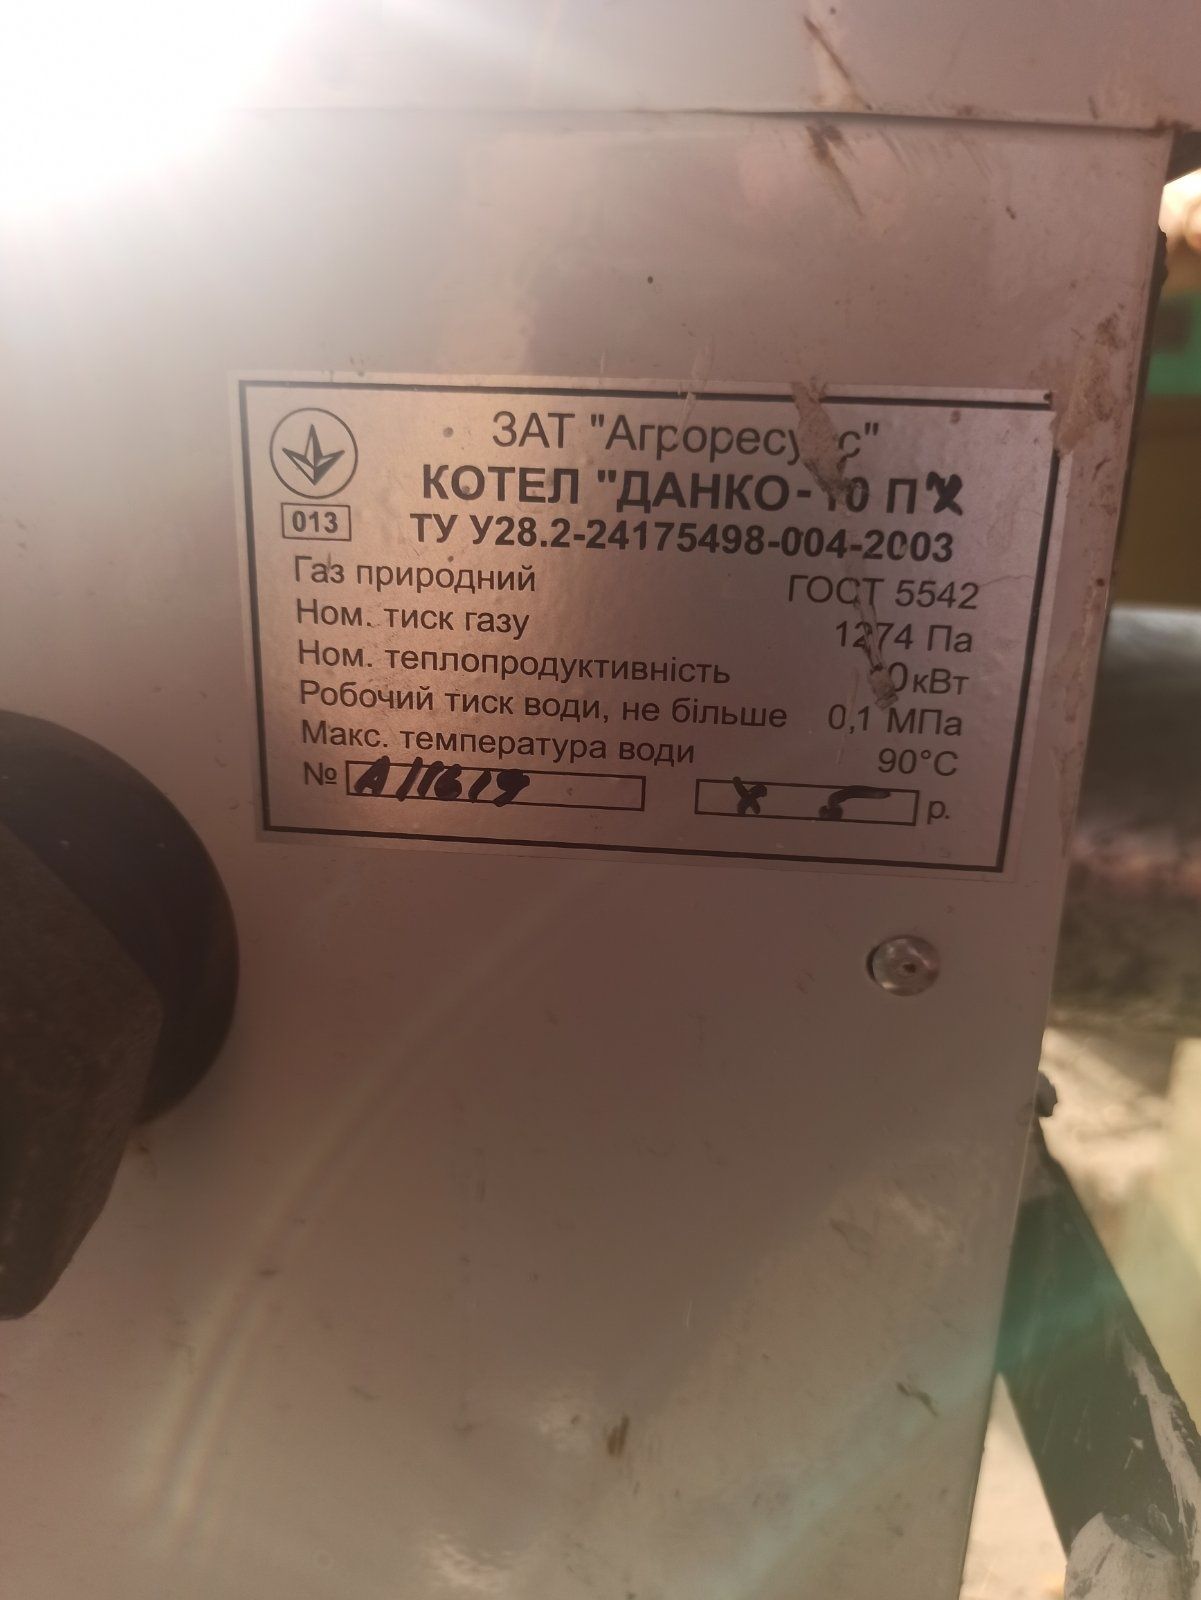 ЗАТ "Агроресурс"
КОТЕЛ "ДАНКО-10 П
013
ТУ У28.2-24175498-004-2003
Газ природний ГОСТ 5542
Ном. тиск газу 1274 Па
Ном. теплопродуктивність кВт
Робочий тиск води, не більше 0,1 МПа
Макс. температура води 90°С
№ А11619 р.